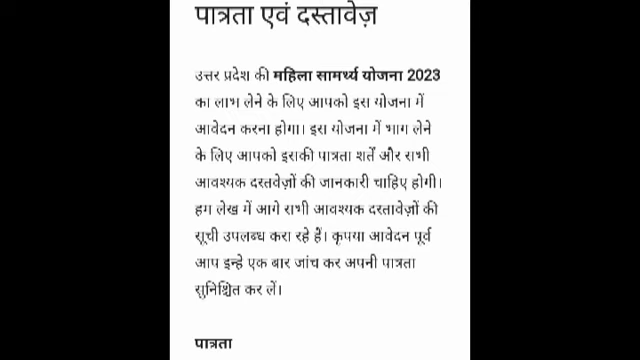 पात्रता एवं दस्तावेज़
उत्तर प्रदेश की महिला सामर्थ्य योजना 2023
का लाभ लेने के लिए आपको इस योजना में
आवेदन करना होगा। इस योजना में भाग लेने
के लिए आपको इसकी पात्रता शर्तें और सभी
आवश्यक दस्तवेज़ों की जानकारी चाहिए होगी।
हम लेख में आगे सभी आवश्यक दस्तावेज़ों की
सूची उपलब्ध करा रहे हैं। कृपया आवेदन पूर्व
आप इन्हे एक बार जांच कर अपनी पात्रता
सुनिश्चित कर लें।
पात्रता